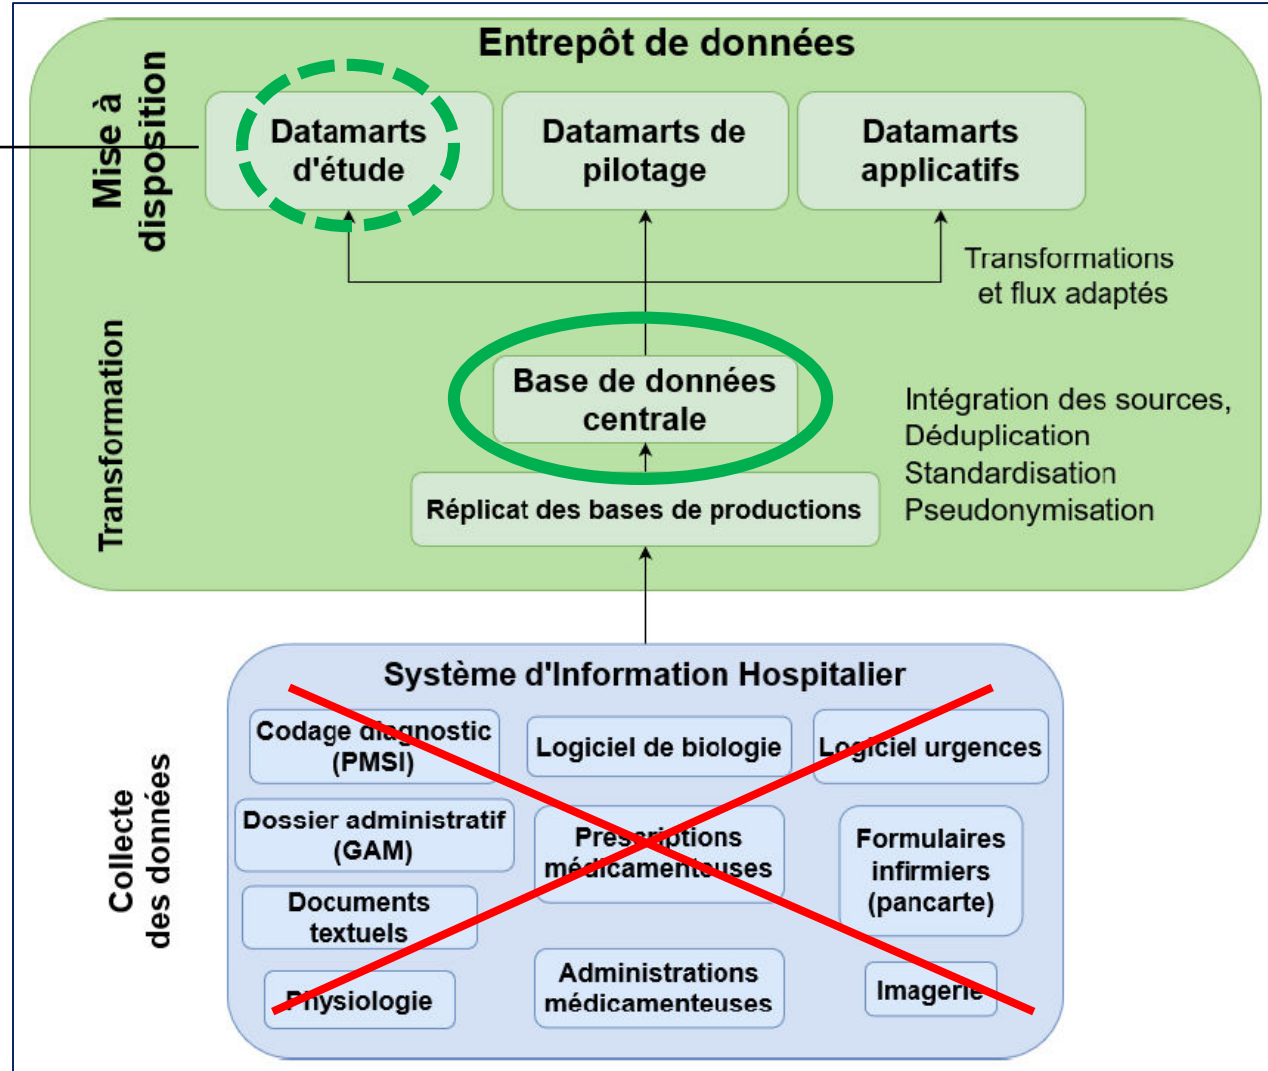 Entrepôt de données
Mise à
disposition
Datamarts
d'étude
Datamarts de
pilotage
Datamarts
applicatifs
Transformations
et flux adaptés
Transformation
Base de données
centrale
Intégration des sources,
Déduplication
Standardisation
Pseudonymisation
Réplicat des bases de productions
Système d'Information Hospitalier
Collecte
des données
Codage diagnostic
(PMSI)
Logiciel de biologie
Logiciel urgences
Dossier administratif
(GAM)
Prescriptions
médicamenteuses
Formulaires
infirmiers
(pancarte)
Documents
textuels
Physiologie
Administrations
médicamenteuses
Imagerie